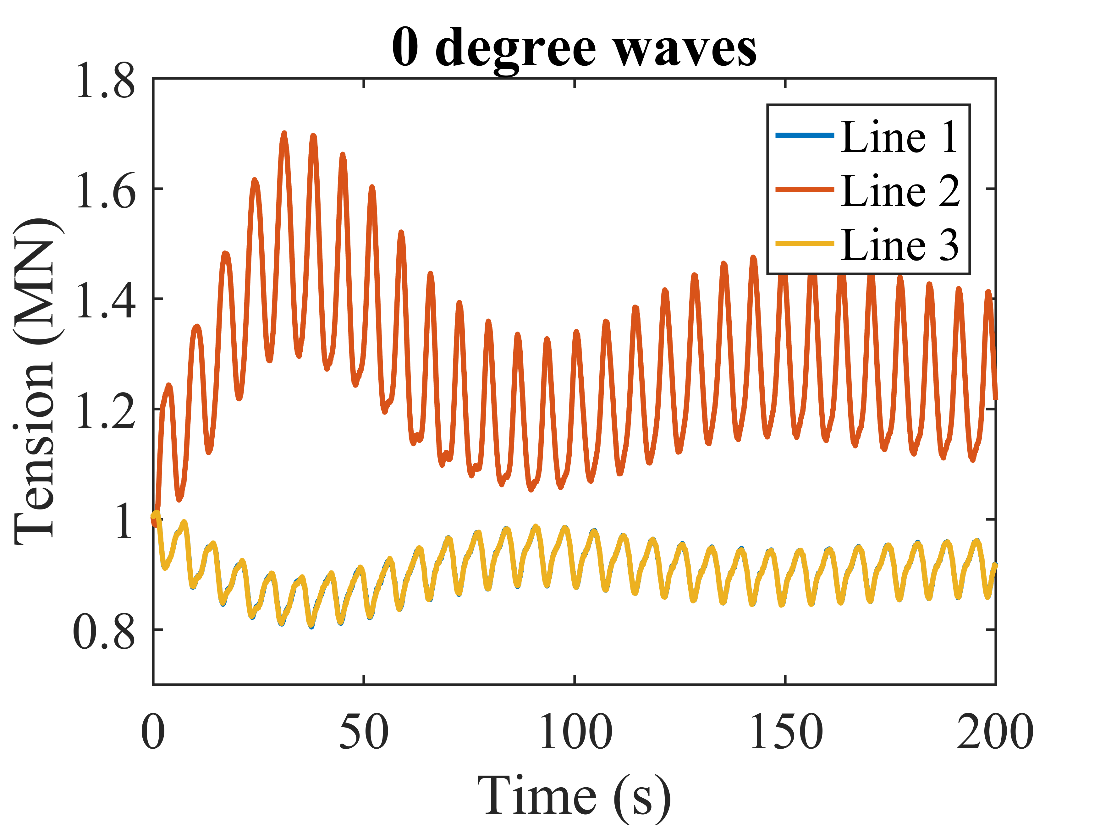 0 degree waves
1.8
1.6
1.4
1.2
1
0.8
Tension (MN)
Line 1
Line 2
Line 3
0 50 100 150 200
Time (s)